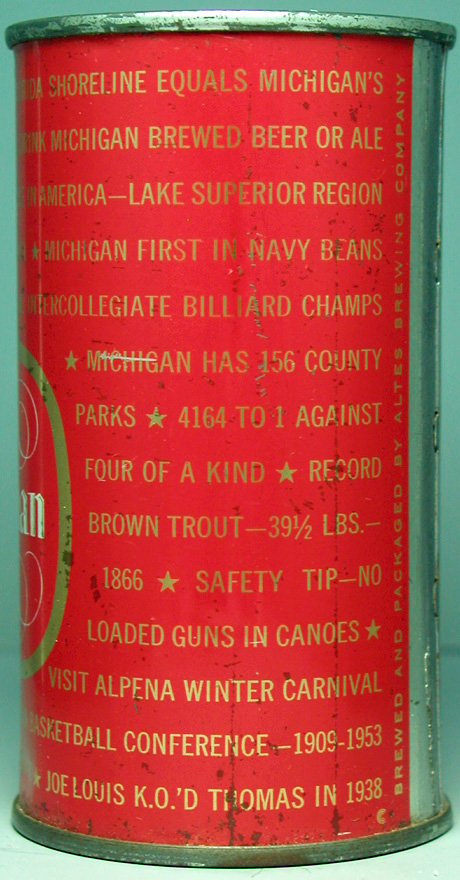 SHORELINE EQUALS MICHIGAN'S
MICHIGAN BREWED BEER OR ALE
IN AMERICA—LAKE SUPERIOR REGION
★ MICHIGAN FIRST IN NAVY BEANS
INTERCOLLEGIATE BILLIARD CHAMPS
★ MICHIGAN HAS 156 COUNTY
PARKS ★ 4164 TO 1 AGAINST
FOUR OF A KIND ★ RECORD
BROWN TROUT—39½ LBS.—
1866 ★ SAFETY TIP—NO
LOADED GUNS IN CANOES ★
VISIT ALPENA WINTER CARNIVAL
BASKETBALL CONFERENCE—1909-1953
★ JOE LOUIS K.O.'D THOMAS IN 1938
an
BREWED AND PACKAGED BY ALTES BREWING COMPANY